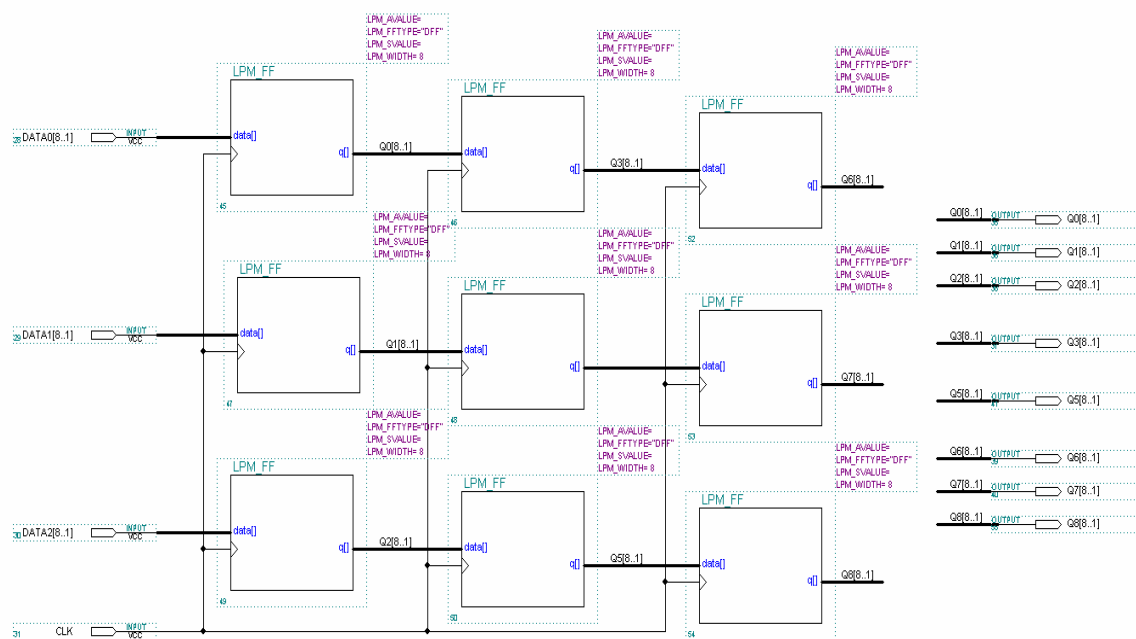 LPM_AVALUE=
LPM_FFTYPE="DFF"
LPM_SVALUE=
LPM_WIDTH= 8
LPM_FF
data[]
q[]
45
LPM_AVALUE=
LPM_FFTYPE="DFF"
LPM_SVALUE=
LPM_WIDTH= 8
LPM_FF
data[]
q[]
46
LPM_AVALUE=
LPM_FFTYPE="DFF"
LPM_SVALUE=
LPM_WIDTH= 8
LPM_FF
data[]
q[]
52
28 DATA0[8..1] INPUT
VCC
Q0[8..1]
Q3[8..1]
Q6[8..1]
LPM_AVALUE=
LPM_FFTYPE="DFF"
LPM_SVALUE=
LPM_WIDTH= 8
LPM_FF
data[]
q[]
47
LPM_AVALUE=
LPM_FFTYPE="DFF"
LPM_SVALUE=
LPM_WIDTH= 8
LPM_FF
data[]
q[]
48
LPM_AVALUE=
LPM_FFTYPE="DFF"
LPM_SVALUE=
LPM_WIDTH= 8
LPM_FF
data[]
q[]
53
29 DATA1[8..1] INPUT
VCC
Q1[8..1]
Q7[8..1]
LPM_AVALUE=
LPM_FFTYPE="DFF"
LPM_SVALUE=
LPM_WIDTH= 8
LPM_FF
data[]
q[]
49
LPM_AVALUE=
LPM_FFTYPE="DFF"
LPM_SVALUE=
LPM_WIDTH= 8
LPM_FF
data[]
q[]
50
LPM_AVALUE=
LPM_FFTYPE="DFF"
LPM_SVALUE=
LPM_WIDTH= 8
LPM_FF
data[]
q[]
54
30 DATA2[8..1] INPUT
VCC
Q2[8..1]
Q5[8..1]
Q8[8..1]
31 CLK INPUT
VCC
Q0[8..1] OUTPUT Q0[8..1]
Q1[8..1] OUTPUT Q1[8..1]
Q2[8..1] OUTPUT Q2[8..1]
Q3[8..1] OUTPUT Q3[8..1]
Q5[8..1] OUTPUT Q5[8..1]
Q6[8..1] OUTPUT Q6[8..1]
Q7[8..1] OUTPUT Q7[8..1]
Q8[8..1] OUTPUT Q8[8..1]